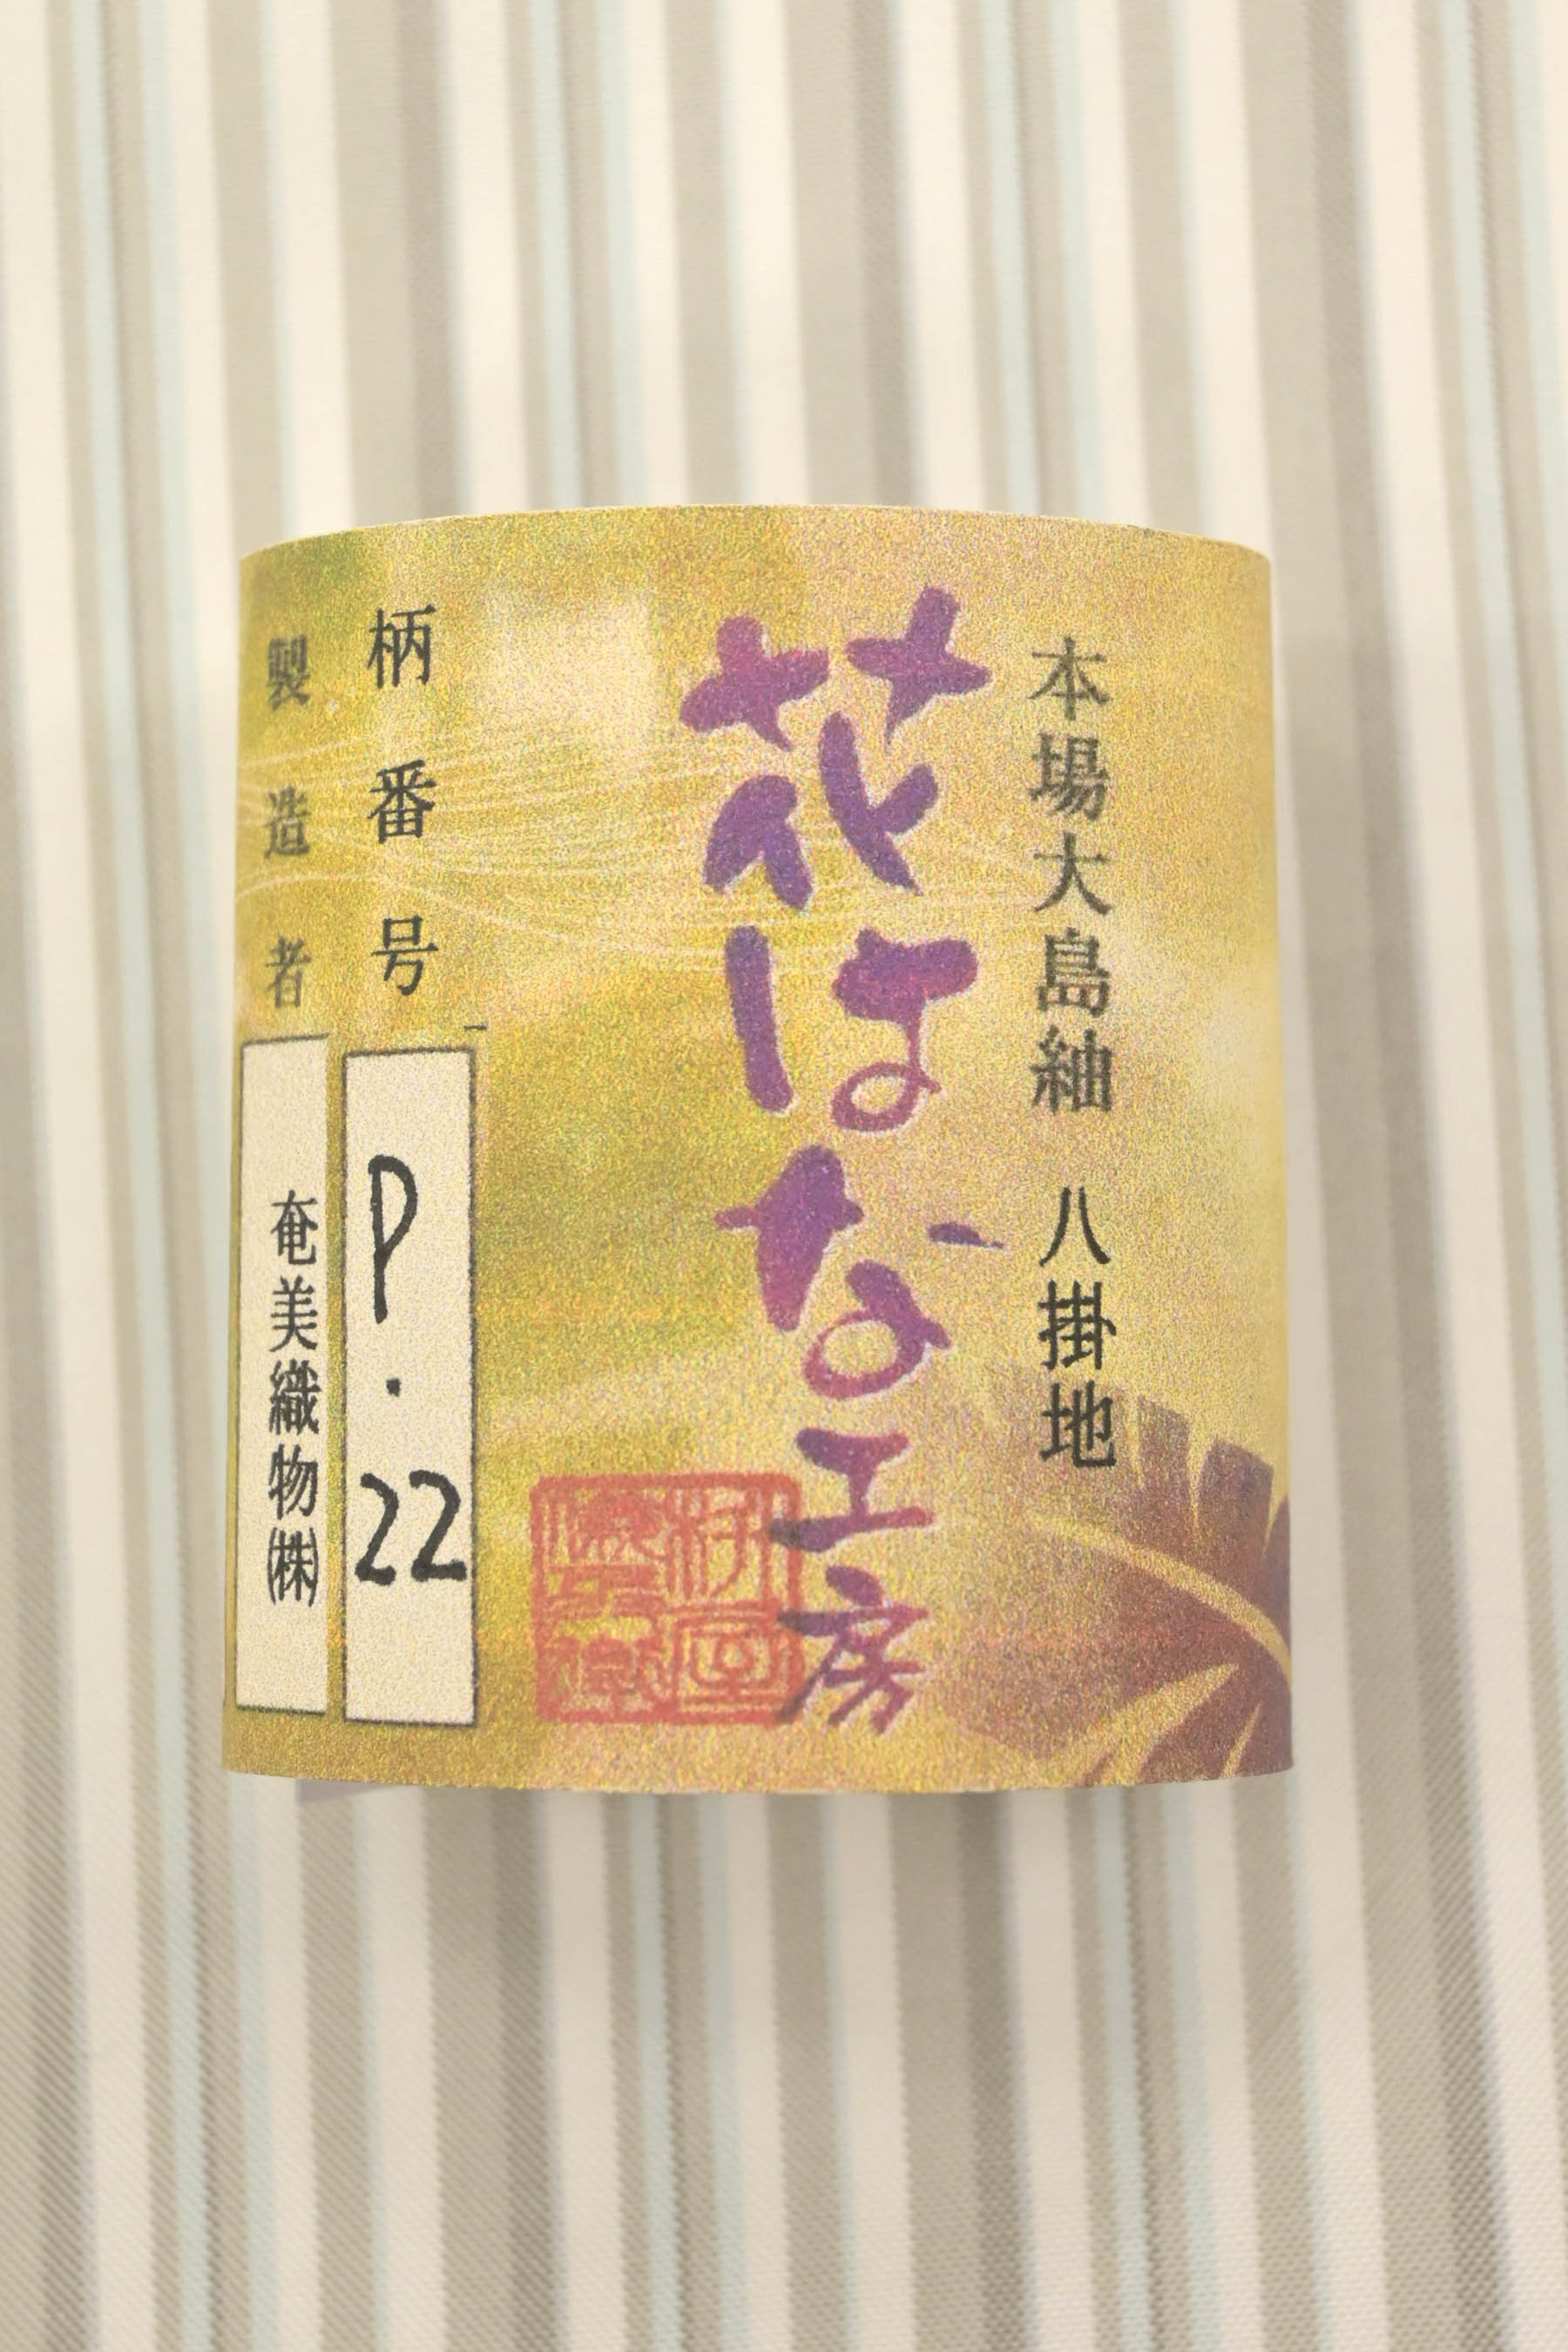 本場大島紬 八掛地
花はな工房
柄番号
P.22
製造者
奄美織物㈱